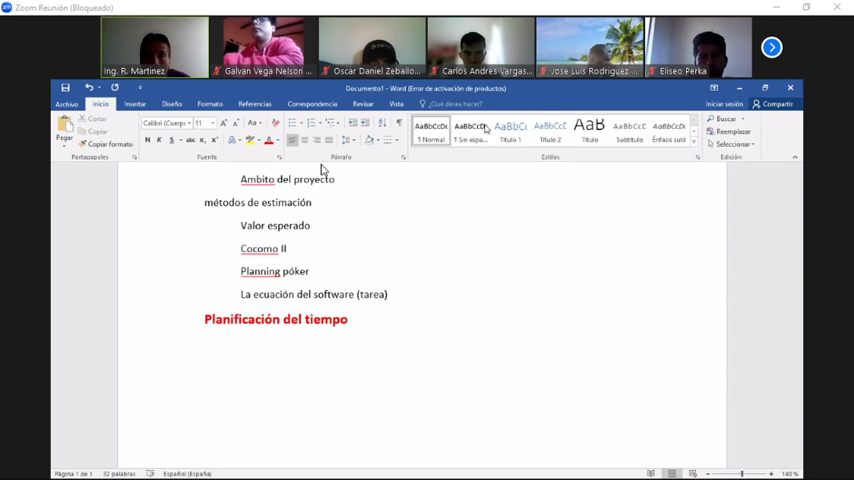 Zoom Reunión (Bloqueado)
Ing. R. Martinez
Galvan Vega Nelson ...
Oscar Daniel Zeballo...
Carlos Andres Vargas...
Jose Luis Rodriguez ...
Eliseo Perka
Documento1 - Word (Error de activación de productos)
Archivo Inicio Insertar Diseño Formato Referencias Correspondencia Revisar Vista ¿Qué desea hacer? Iniciar sesión Compartir
Pegar
Cortar
Copiar
Copiar formato
Portapapeles
Calibri (Cuerp 11
N K S abc x₂ x²
Fuente
Párrafo
AaBbCcDc AaBbCcDc AaBbCc AaBbCcC AaB AaBbCcC AaBbCcDc
¶ Normal ¶ Sin espa... Título 1 Título 2 Título Subtítulo Énfasis sutil
Estilos
Buscar
Reemplazar
Seleccionar
Edición
Ambito del proyecto
métodos de estimación
Valor esperado
Cocomo II
Planning póker
La ecuación del software (tarea)
Planificación del tiempo
Página 1 de 1 32 palabras Español (España) 140 %